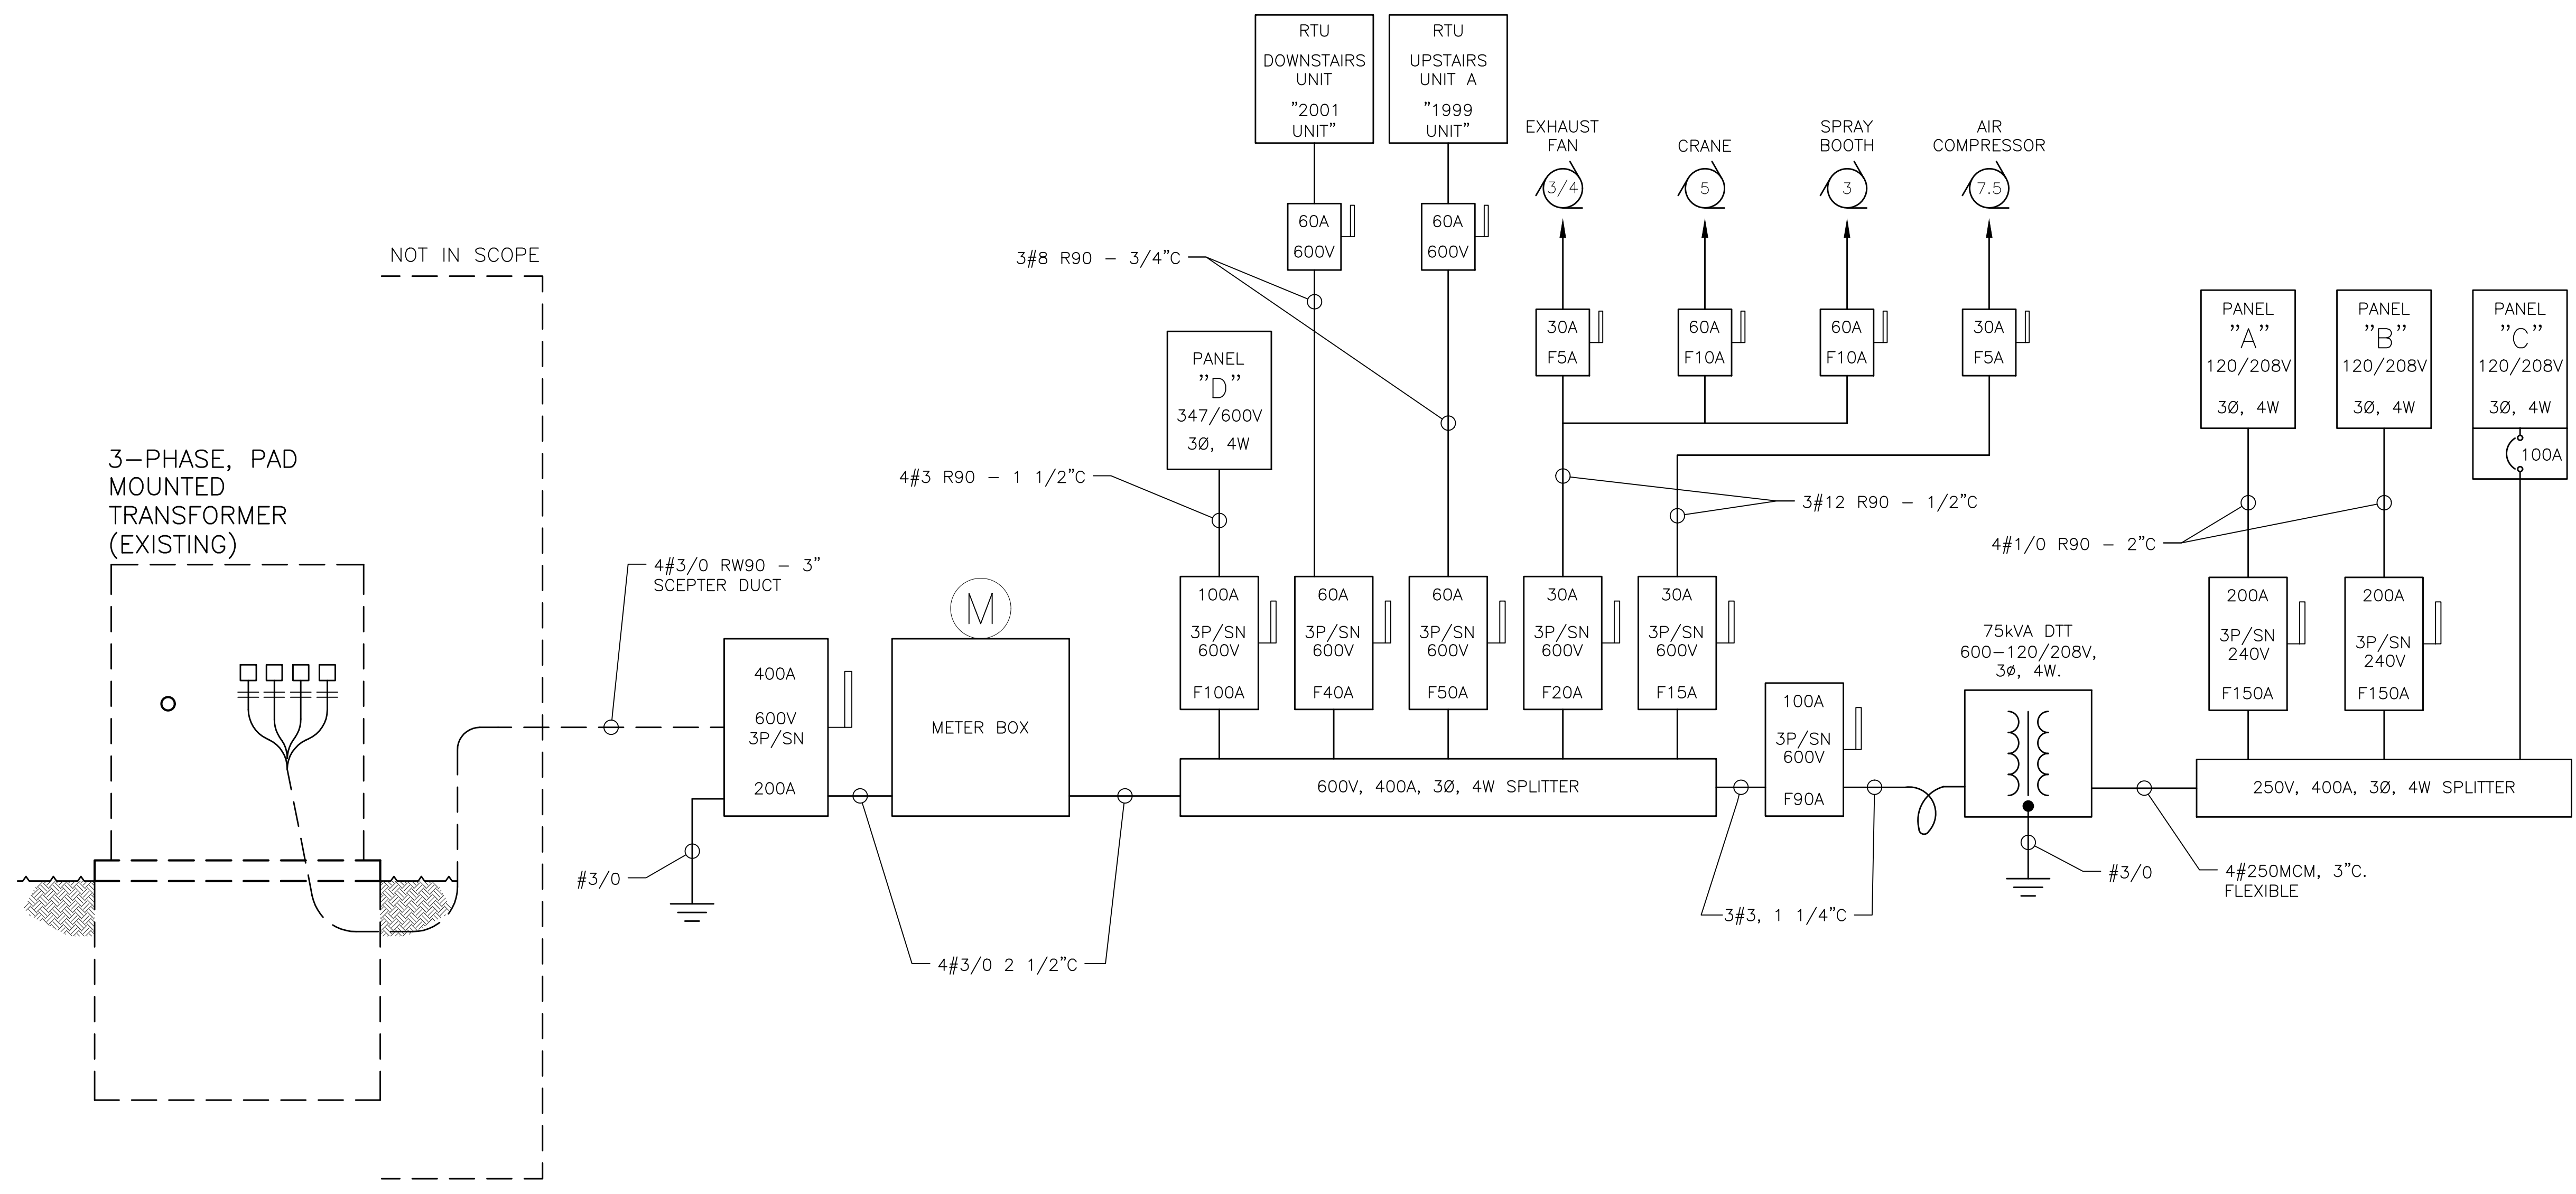 RTU
DOWNSTAIRS
UNIT
"2001
UNIT"
RTU
UPSTAIRS
UNIT A
"1999
UNIT"
EXHAUST
FAN
3/4
CRANE
5
SPRAY
BOOTH
3
AIR
COMPRESSOR
7.5
60A
600V
60A
600V
3#8 R90 – 3/4"C
NOT IN SCOPE
30A
F5A
60A
F10A
60A
F10A
30A
F5A
PANEL
"A"
120/208V
3Ø, 4W
PANEL
"B"
120/208V
3Ø, 4W
PANEL
"C"
120/208V
3Ø, 4W
100A
PANEL
"D"
347/600V
3Ø, 4W
3–PHASE, PAD
MOUNTED
TRANSFORMER
(EXISTING)
4#3 R90 – 1 1/2"C
3#12 R90 – 1/2"C
4#1/0 R90 – 2"C
4#3/0 RW90 – 3"
SCEPTER DUCT
M
400A
600V
3P/SN
200A
METER BOX
100A
3P/SN
600V
F100A
60A
3P/SN
600V
F40A
60A
3P/SN
600V
F50A
30A
3P/SN
600V
F20A
30A
3P/SN
600V
F15A
100A
3P/SN
600V
F90A
75kVA DTT
600–120/208V,
3ø, 4W.
200A
3P/SN
240V
F150A
200A
3P/SN
240V
F150A
600V, 400A, 3Ø, 4W SPLITTER
250V, 400A, 3Ø, 4W SPLITTER
#3/0
#3/0
4#250MCM, 3"C.
FLEXIBLE
3#3, 1 1/4"C
4#3/0 2 1/2"C